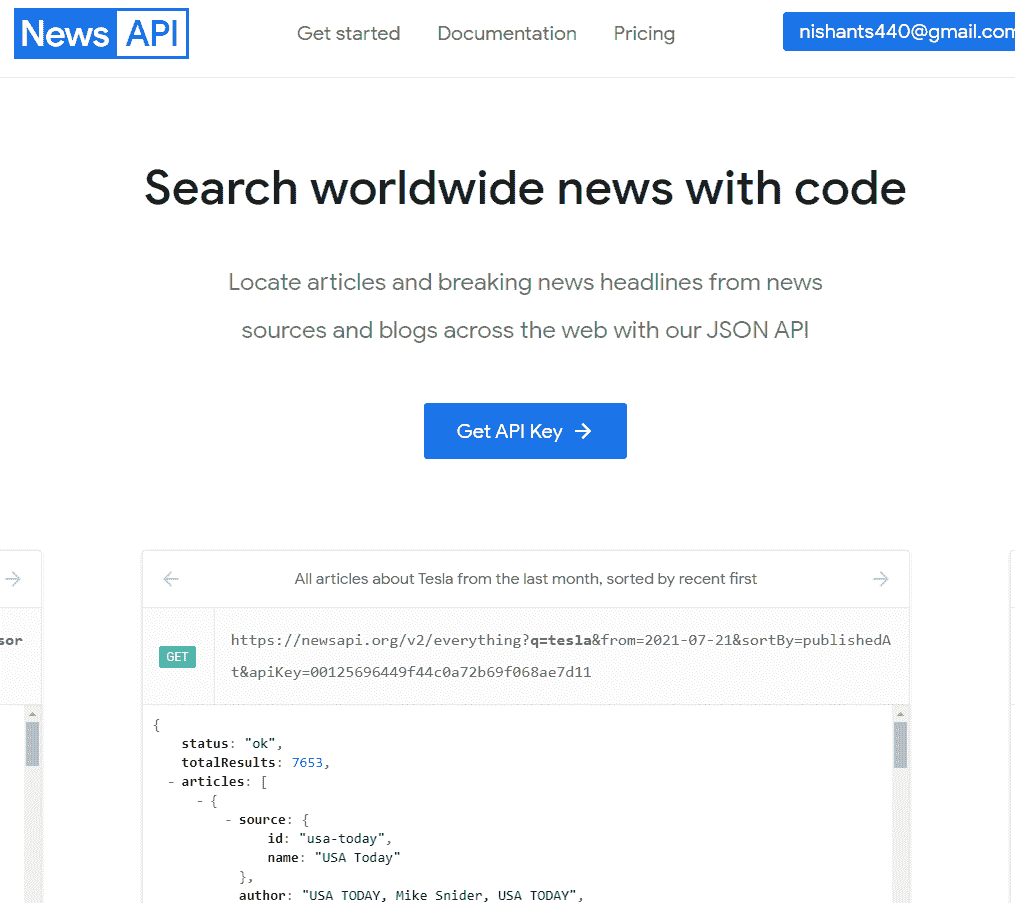 News API
Get started
Documentation
Pricing
nishants440@gmail.com
Search worldwide news with code
Locate articles and breaking news headlines from news
sources and blogs across the web with our JSON API
Get API Key →
→
← All articles about Tesla from the last month, sorted by recent first →
sor
GET
https://newsapi.org/v2/everything?q=tesla&from=2021-07-21&sortBy=publishedA
t&apiKey=00125696449f44c0a72b69f068ae7d11
{
status: "ok",
totalResults: 7653,
- articles: [
- {
- source: {
id: "usa-today",
name: "USA Today"
},
author: "USA TODAY, Mike Snider, USA TODAY",